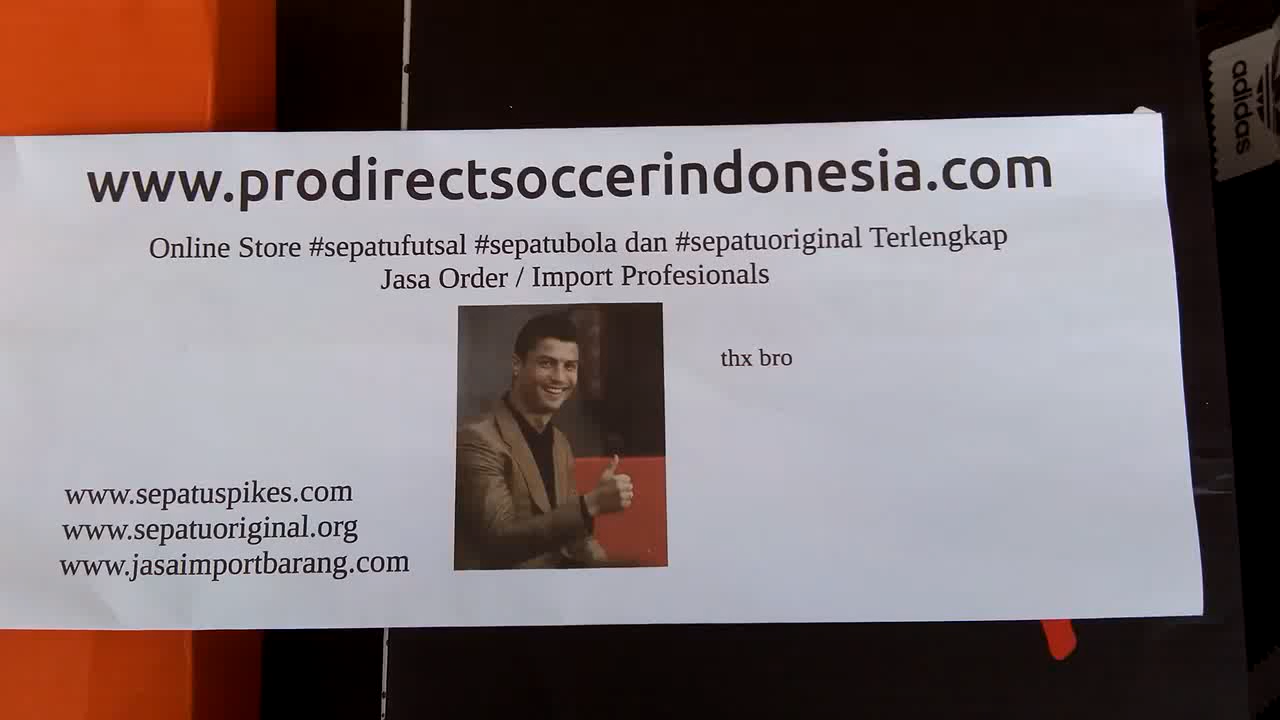 www.prodirectsoccerindonesia.com
Online Store #sepatufutsal #sepatubola dan #sepatuoriginal Terlengkap
Jasa Order / Import Profesionals
thx bro
www.sepatuspikes.com
www.sepatuoriginal.org
www.jasaimportbarang.com
adidas